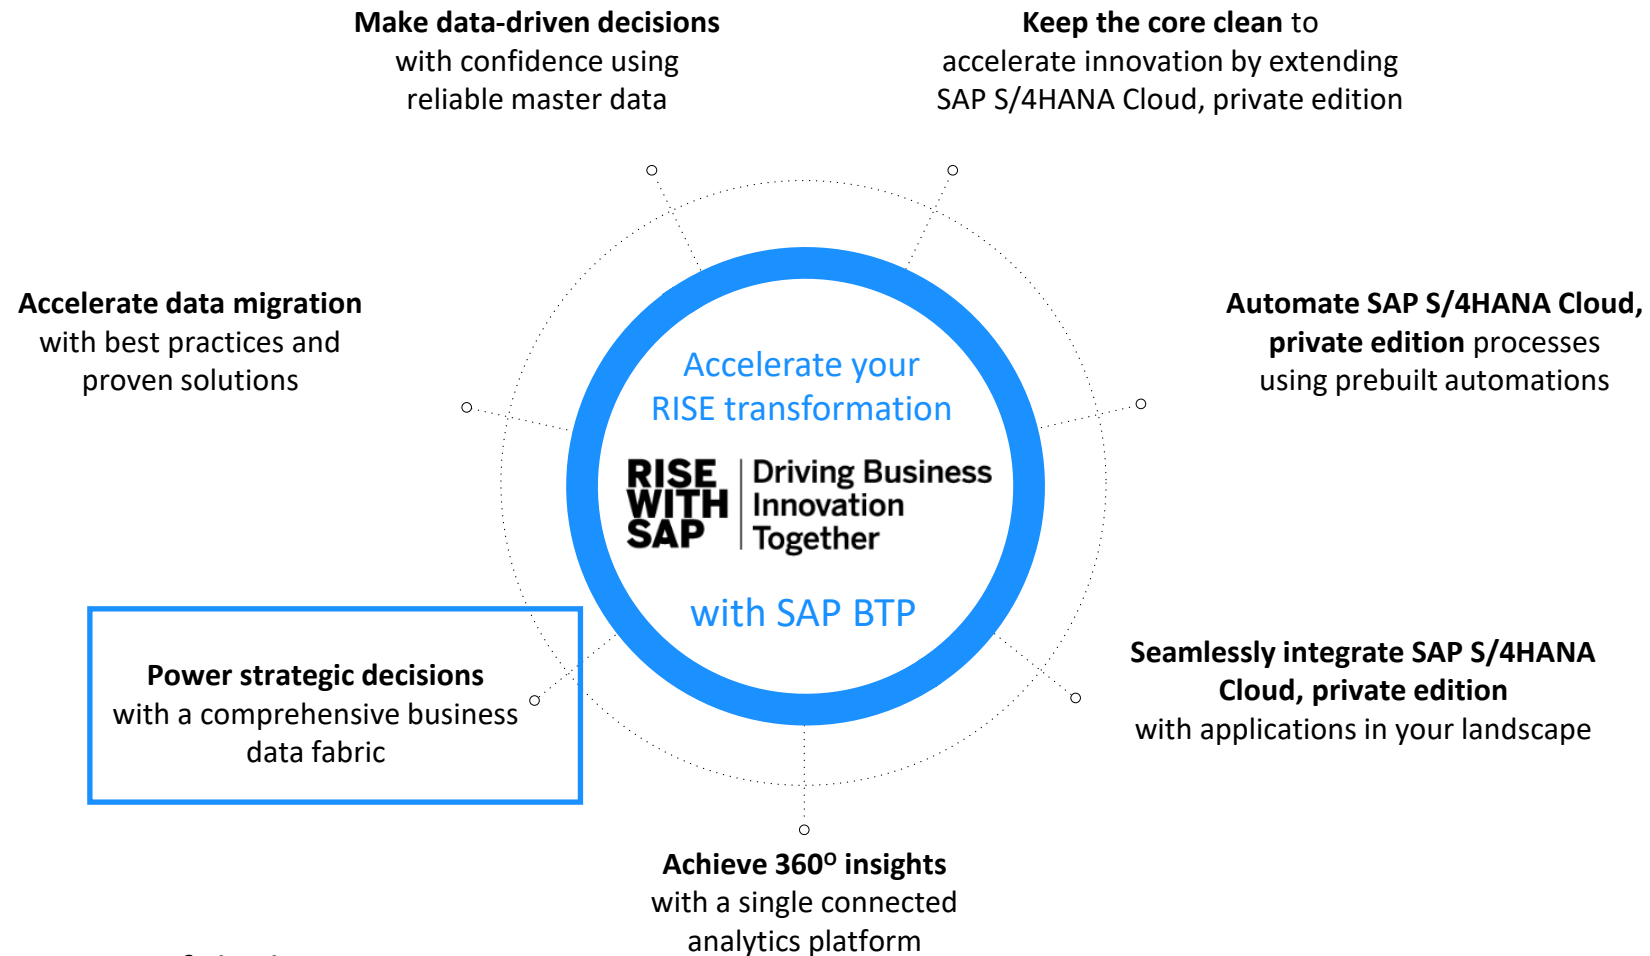 Make data-driven decisions
with confidence using
reliable master data
Keep the core clean to
accelerate innovation by extending
SAP S/4HANA Cloud, private edition
Accelerate data migration
with best practices and
proven solutions
Automate SAP S/4HANA Cloud,
private edition processes
using prebuilt automations
Accelerate your
RISE transformation
RISE
WITH
SAP
Driving Business
Innovation
Together
with SAP BTP
Power strategic decisions
with a comprehensive business
data fabric
Seamlessly integrate SAP S/4HANA
Cloud, private edition
with applications in your landscape
Achieve 360º insights
with a single connected
analytics platform